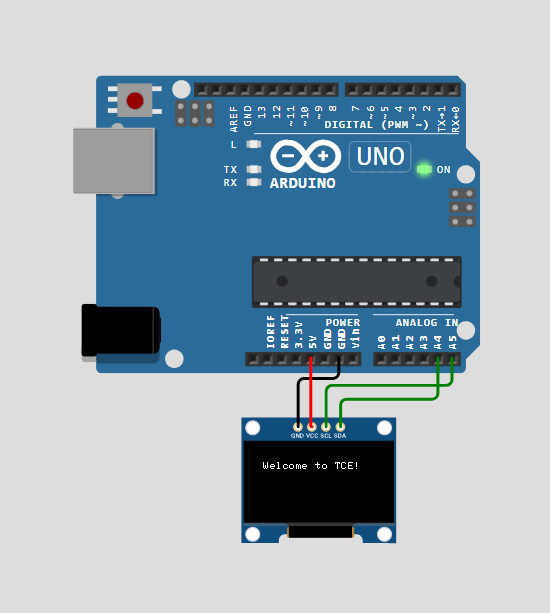 AREF
GND
13
12
~11
~10
~9
8
7
~6
~5
4
~3
2
TX→1
RX←0
DIGITAL (PWM ~)
L
TX
RX
UNO
ON
ARDUINO
IOREF
RESET
3.3V
5V
GND
GND
Vin
POWER
ANALOG IN
A0
A1
A2
A3
A4
A5
GND VCC SCL SDA
Welcome to TCE!